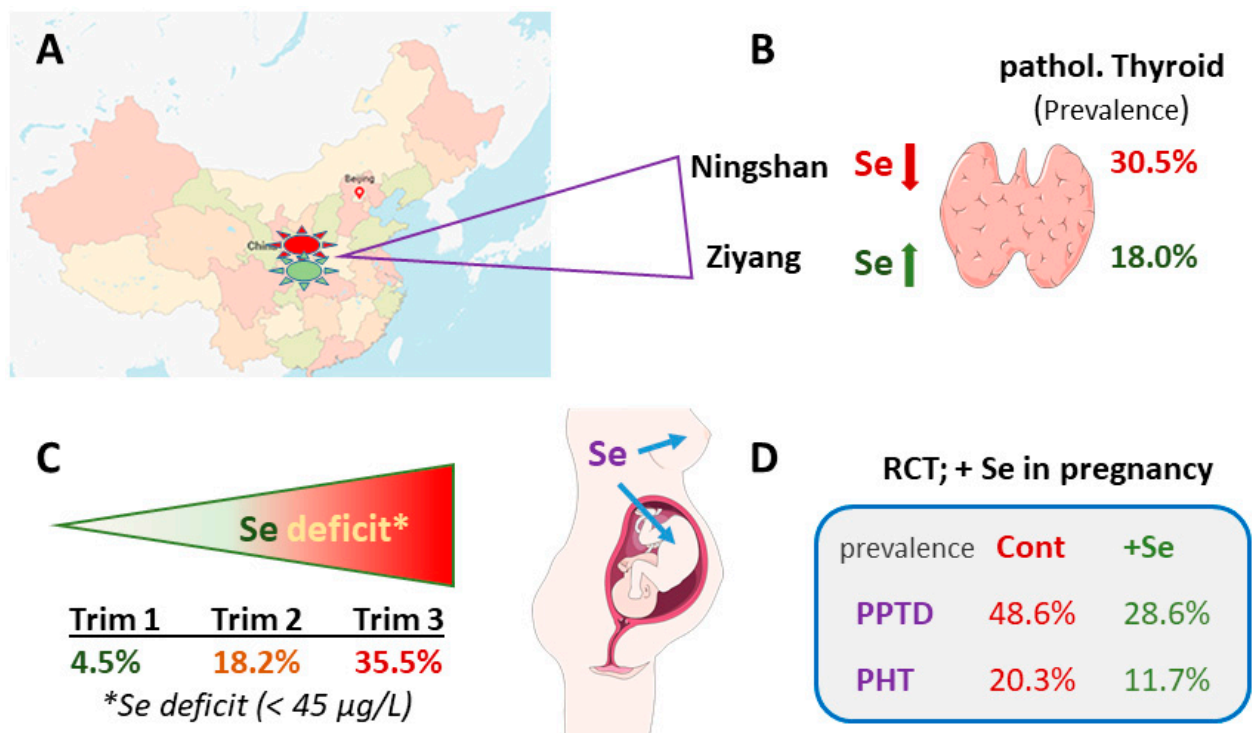 A
Beijing
China
B
pathol. Thyroid
(Prevalence)
Ningshan Se 30.5%
Ziyang Se 18.0%
C
Se deficit*
Trim 1 Trim 2 Trim 3
4.5% 18.2% 35.5%
*Se deficit (< 45 µg/L)
Se
D
RCT; + Se in pregnancy
prevalence Cont +Se
PPTD 48.6% 28.6%
PHT 20.3% 11.7%